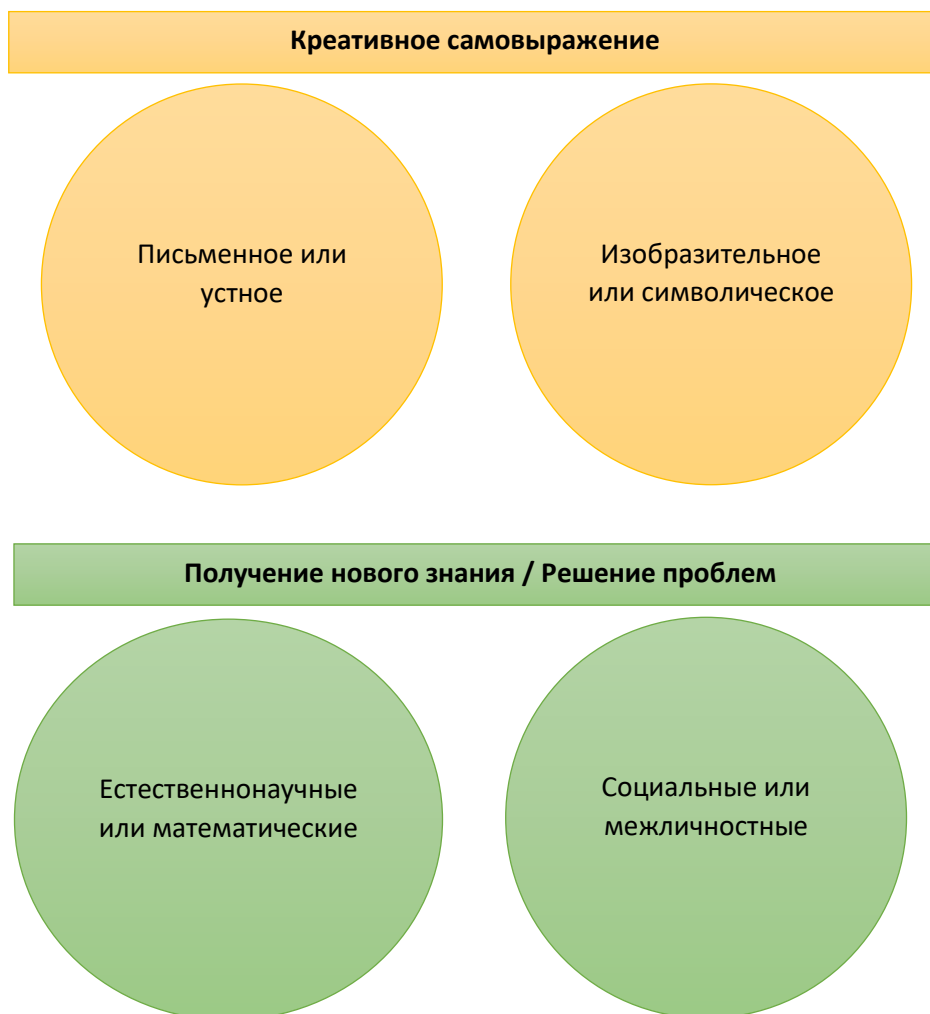 Креативное самовыражение
Письменное или
устное
Изобразительное
или символическое
Получение нового знания / Решение проблем
Естественнонаучные
или математические
Социальные или
межличностные